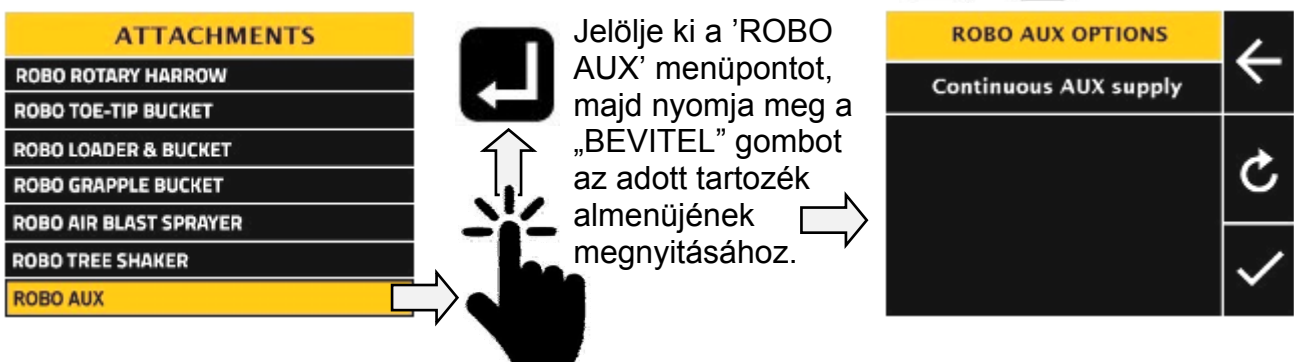 ATTACHMENTS
ROBO ROTARY HARROW
ROBO TOE-TIP BUCKET
ROBO LOADER & BUCKET
ROBO GRAPPLE BUCKET
ROBO AIR BLAST SPRAYER
ROBO TREE SHAKER
ROBO AUX
Jelölje ki a ’ROBO
AUX’ menüpontot,
majd nyomja meg a
„BEVITEL” gombot
az adott tartozék
almenüjének
megnyitásához.
ROBO AUX OPTIONS
Continuous AUX supply